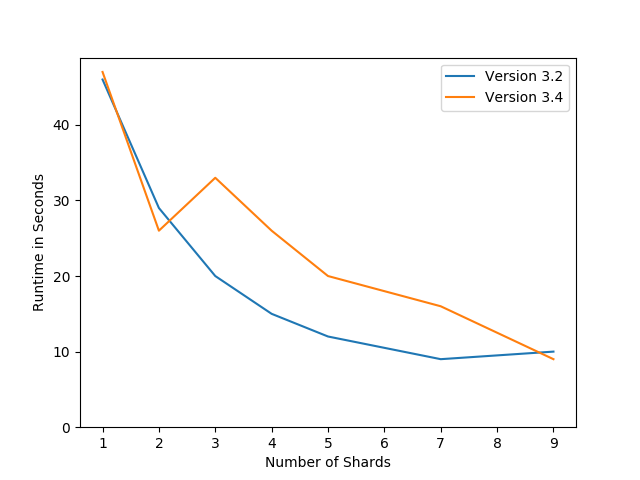 Version 3.2
Version 3.4
Runtime in Seconds
40
30
20
10
0
1 2 3 4 5 6 7 8 9
Number of Shards